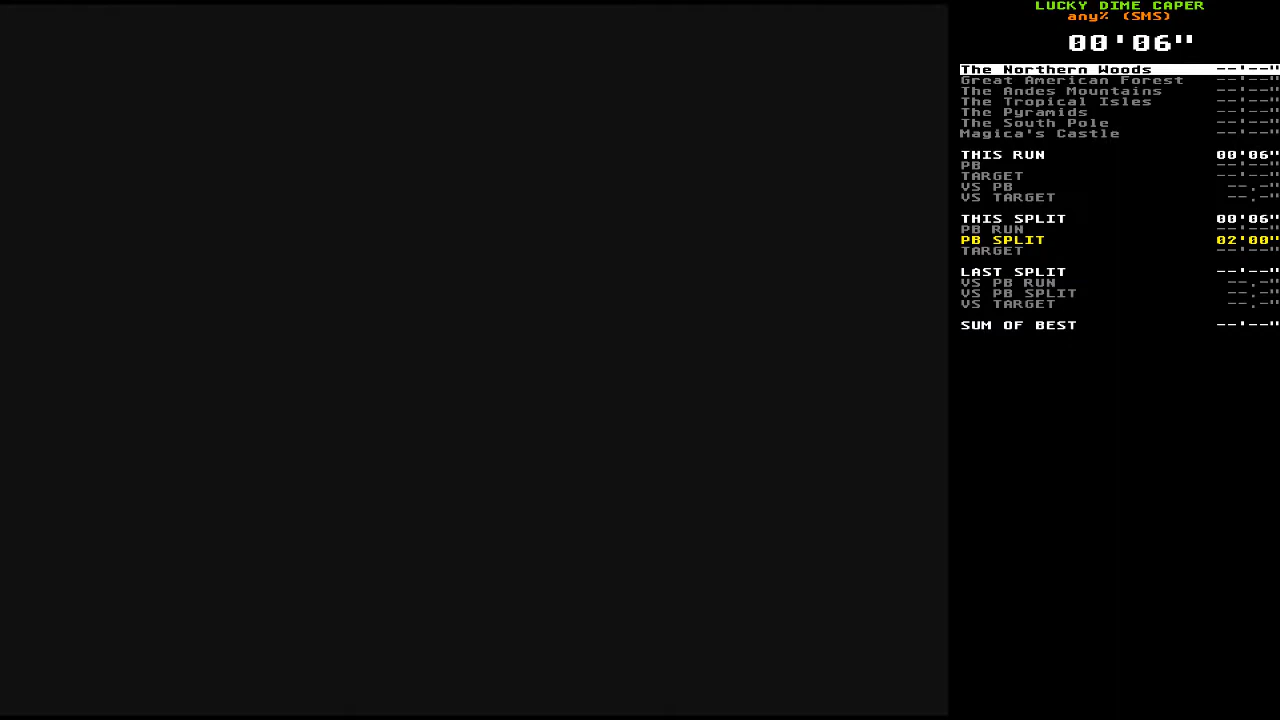 LUCKY DIME CAPER
any% (SMS)
00'06"
The Northern Woods --'--"
Great American Forest --'--"
The Andes Mountains --'--"
The Tropical Isles --'--"
The Pyramids --'--"
The South Pole --'--"
Magica's Castle --'--"
THIS RUN 00'06"
PB --'--"
TARGET --'--"
VS PB --.-"
VS TARGET --.-"
THIS SPLIT 00'06"
PB RUN --'--"
PB SPLIT 02'00"
TARGET --'--"
LAST SPLIT --'--"
VS PB RUN --.-"
VS PB SPLIT --.-"
VS TARGET --.-"
SUM OF BEST --'--"